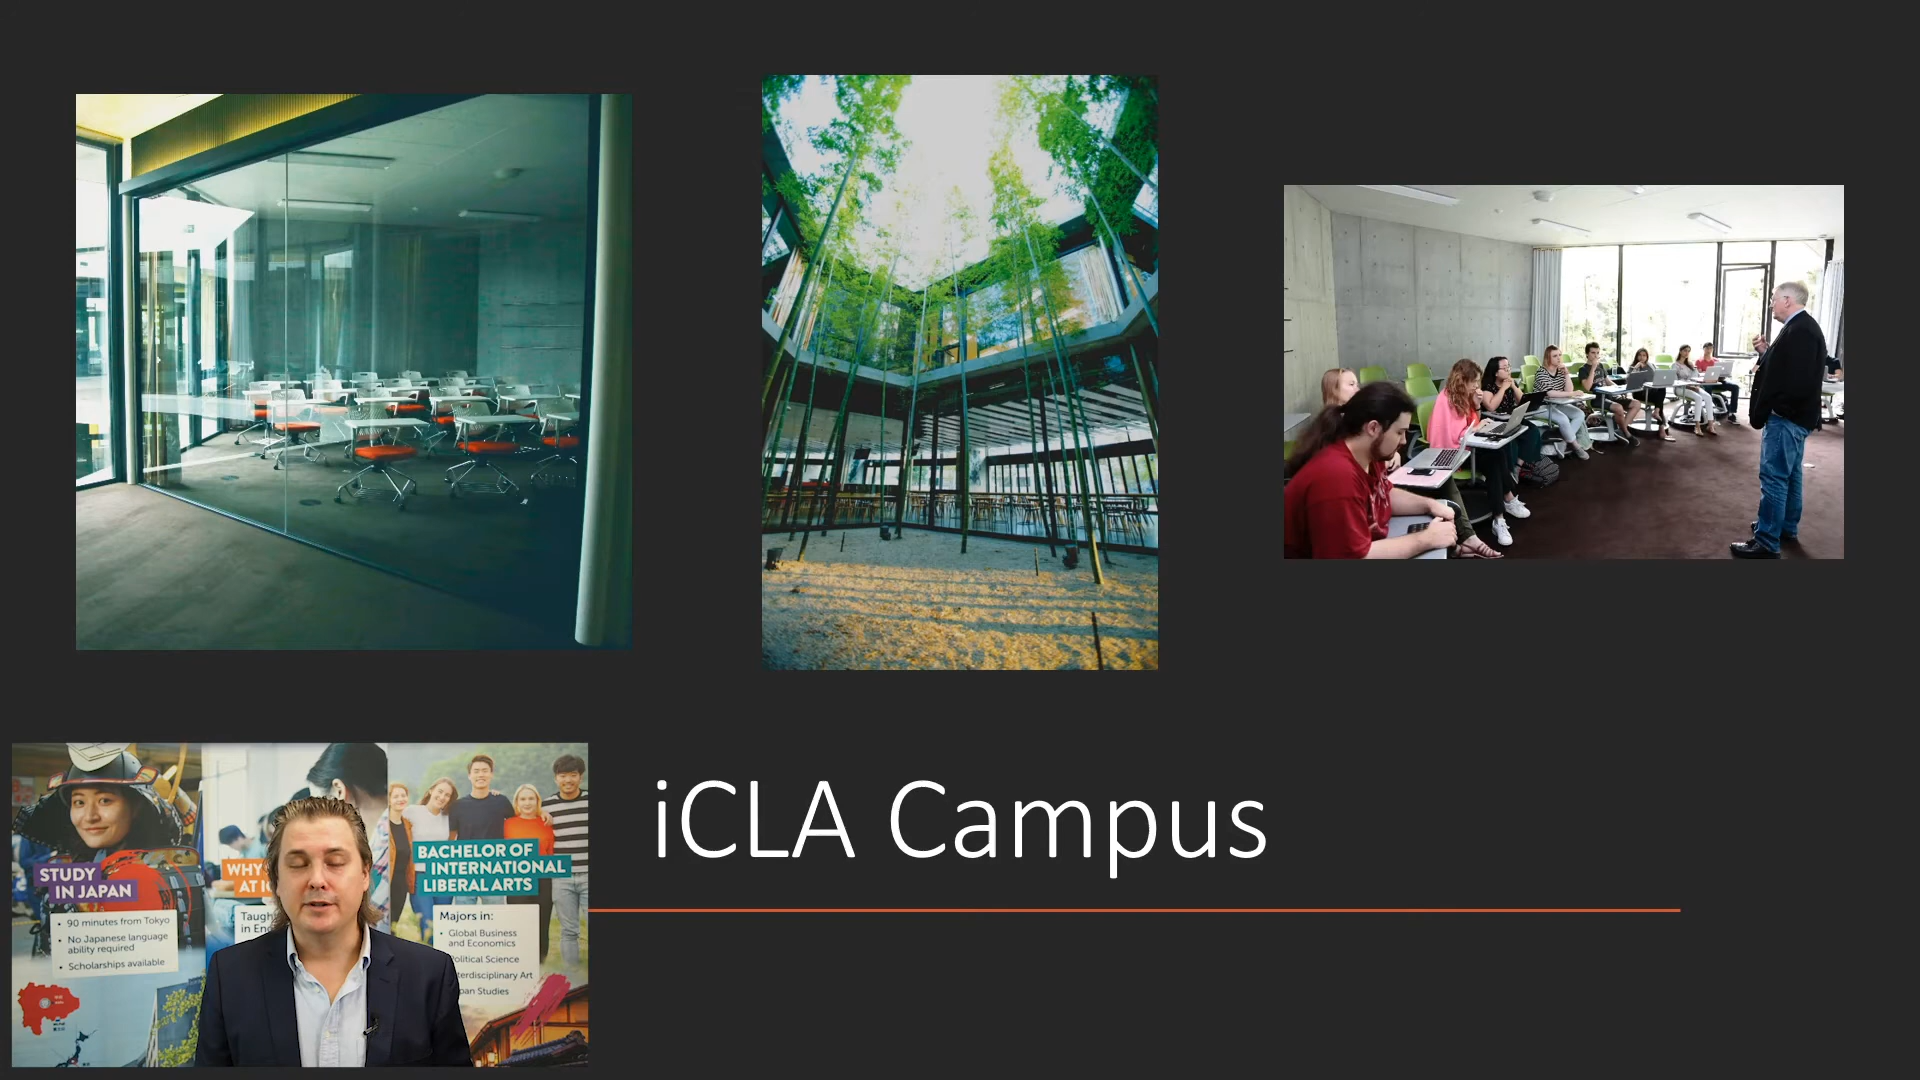 iCLA Campus
STUDY
IN JAPAN
• 90 minutes from Tokyo
• No Japanese language
ability required
• Scholarships available
WHY
AT
Taugh
in En
BACHELOR OF
INTERNATIONAL
LIBERAL ARTS
Majors in:
• Global Business
and Economics
olitical Science
terdisciplinary Art
pan Studies